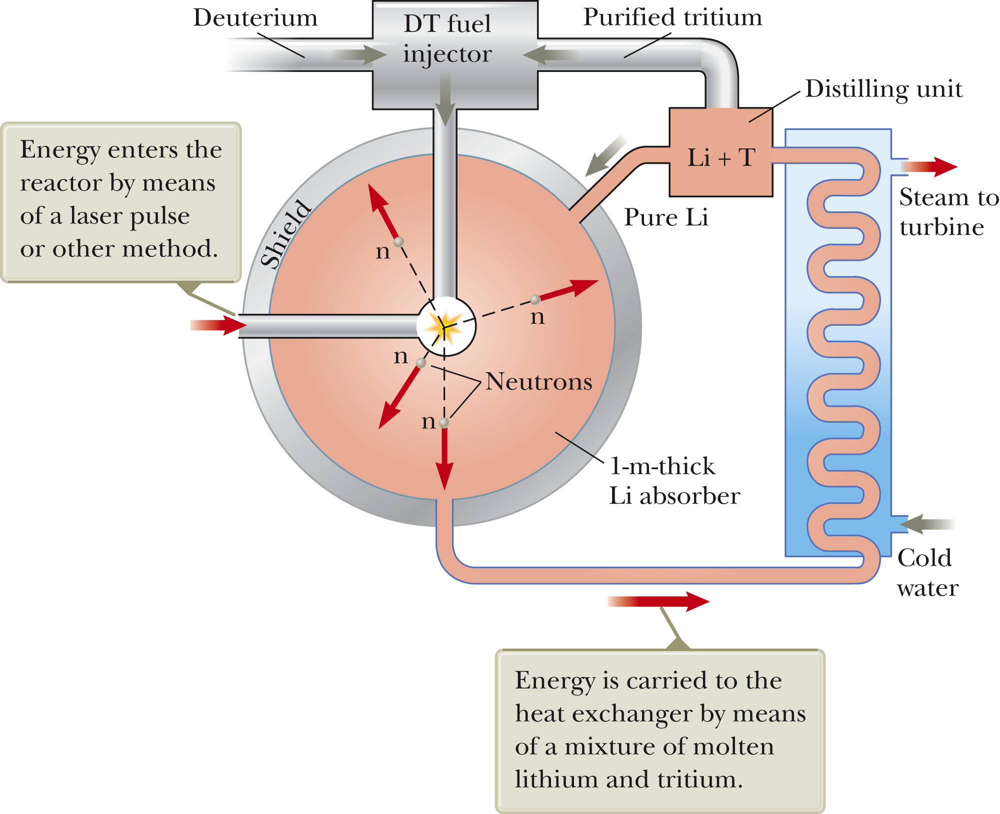 Deuterium
DT fuel
injector
Purified tritium
Distilling unit
Energy enters the
reactor by means
of a laser pulse
or other method.
Shield
Li + T
Pure Li
Steam to
turbine
n
n
n
n
Neutrons
1-m-thick
Li absorber
Cold
water
Energy is carried to the
heat exchanger by means
of a mixture of molten
lithium and tritium.